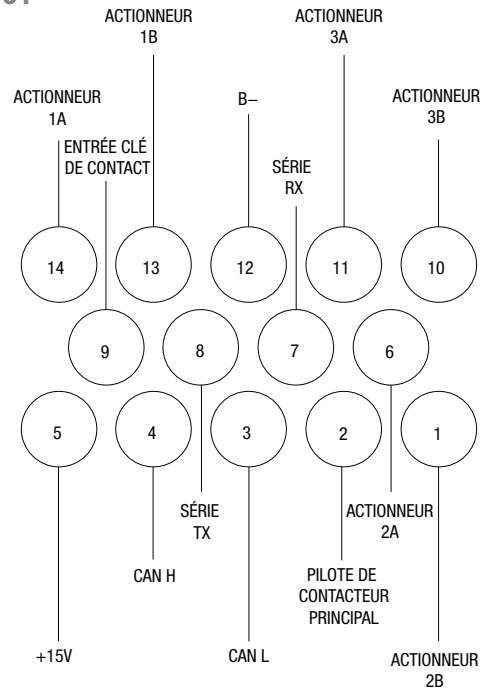 ACTIONNEUR
1B
ACTIONNEUR
3A
ACTIONNEUR
1A
B–
ACTIONNEUR
3B
ENTRÉE CLÉ
DE CONTACT
SÉRIE
RX
14
13
12
11
10
9
8
7
6
5
4
3
2
1
SÉRIE
TX
ACTIONNEUR
2A
CAN H
PILOTE DE
CONTACTEUR
PRINCIPAL
+15V
CAN L
ACTIONNEUR
2B